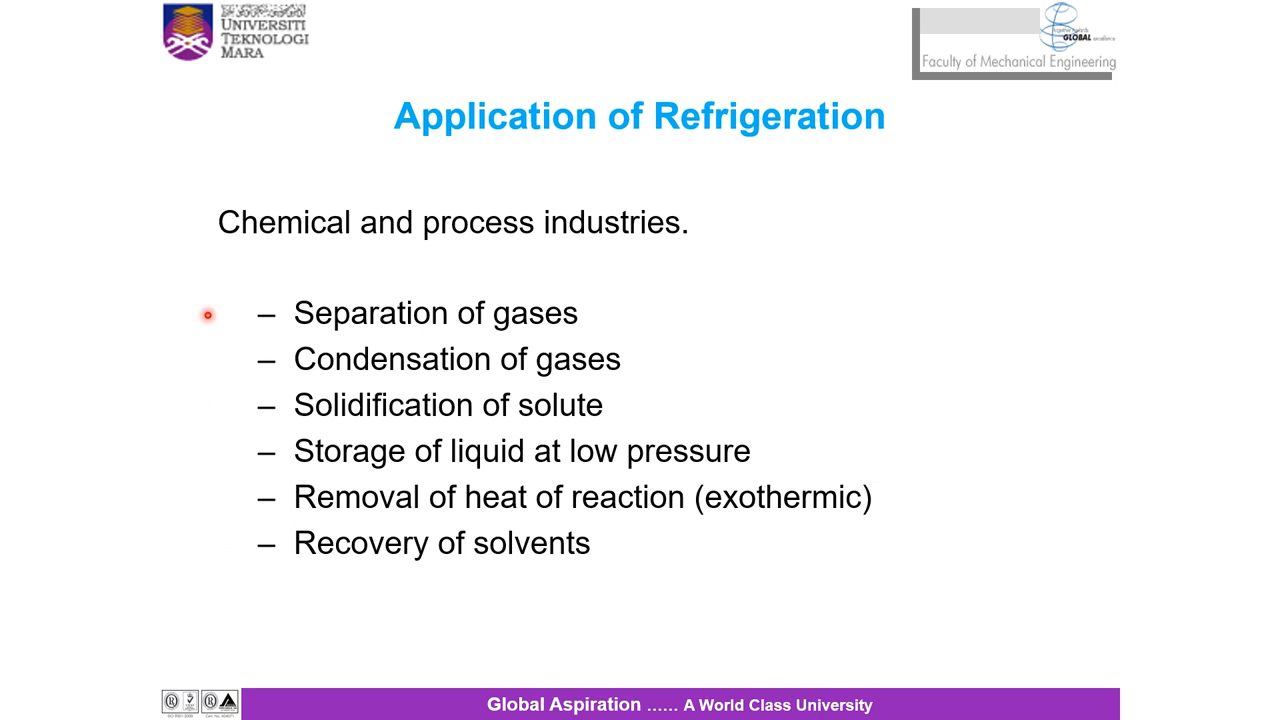 UNIVERSITI
TEKNOLOGI
MARA
GLOBAL
Faculty of Mechanical Engineering
Application of Refrigeration
Chemical and process industries.
– Separation of gases
– Condensation of gases
– Solidification of solute
– Storage of liquid at low pressure
– Removal of heat of reaction (exothermic)
– Recovery of solvents
Global Aspiration ...... A World Class University